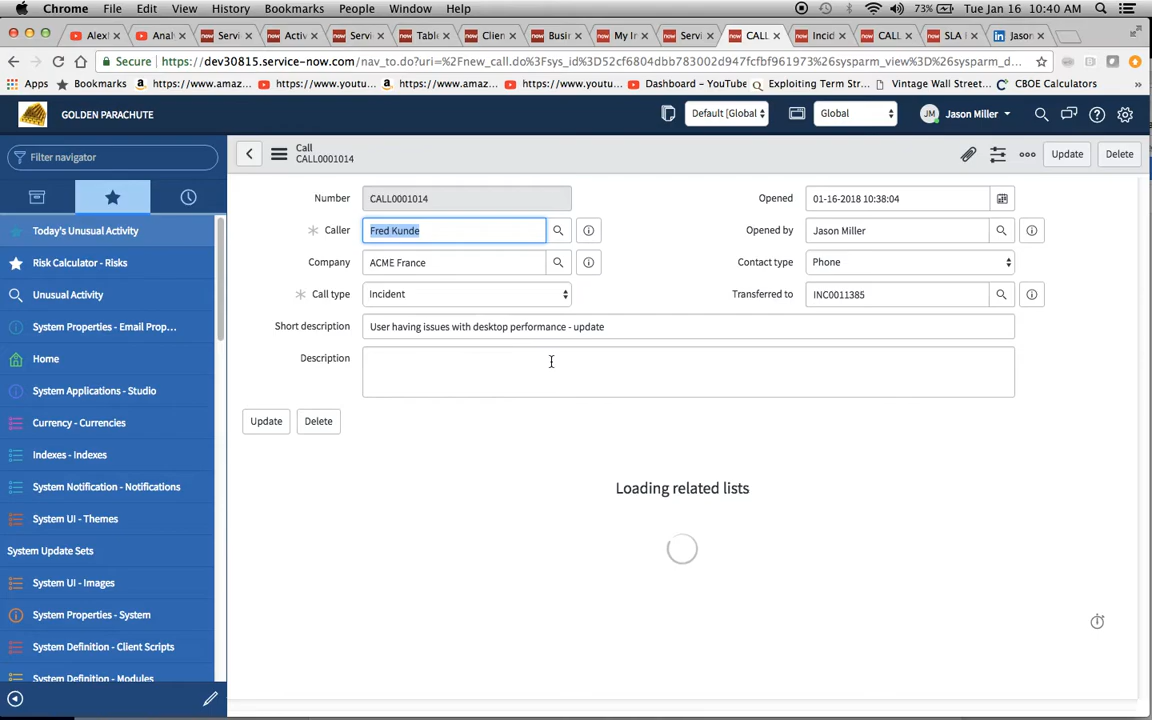 Chrome File Edit View History Bookmarks People Window Help 73% Tue Jan 16 10:40 AM
Alex Anal Servi Activ Servi Table Clien Busir My In Servi CALL Incid CALL SLA Jason
Secure https://dev30815.service-now.com/nav_to.do?uri=%2Fnew_call.do%3Fsys_id%3D52cf6804dbb783002d947fcfbf961973%26sysparm_view%3D%26sysparm_d...
Apps https://www.amaz... https://www.youtu... https://www.amaz... https://www.youtu... Dashboard – YouTube Exploiting Term Str... Vintage Wall Street... CBOE Calculators »
GOLDEN PARACHUTE Default [Global Global JM Jason Miller
Filter navigator
Call
CALL0001014
Update Delete
Today's Unusual Activity
Risk Calculator - Risks
Unusual Activity
System Properties - Email Prop...
Home
System Applications - Studio
Currency - Currencies
Indexes - Indexes
System Notification - Notifications
System UI - Themes
System Update Sets
System UI - Images
System Properties - System
System Definition - Client Scripts
System Definition - Modules
Number CALL0001014 Opened 01-16-2018 10:38:04
Caller Fred Kunde Opened by Jason Miller
Company ACME France Contact type Phone
Call type Incident Transferred to INC0011385
Short description User having issues with desktop performance - update
Description
Update Delete
Loading related lists